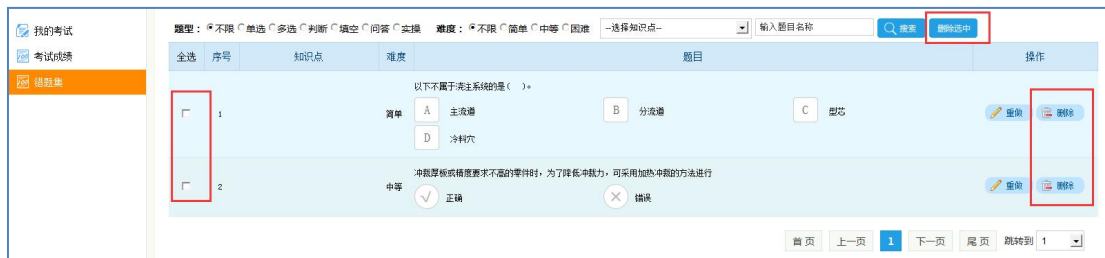 我的考试
考试成绩
错题集
题型：不限 单选 多选 判断 填空 问答 实操 难度：不限 简单 中等 困难 --选择知识点-- 输入题目名称 搜索 删除选中
全选 序号 知识点 难度 题目 操作
以下不属于浇主系统的是（ ）。
1 简单 A 主流道 B 分流道 C 型芯 重做 删除
D 冷料穴
冲裁厚板或精度要求不高的零件时，为了降低冲裁力，可采用加热冲裁的方法进行
2 中等 正确 错误 重做 删除
首页 上一页 1 下一页 尾页 跳转到 1